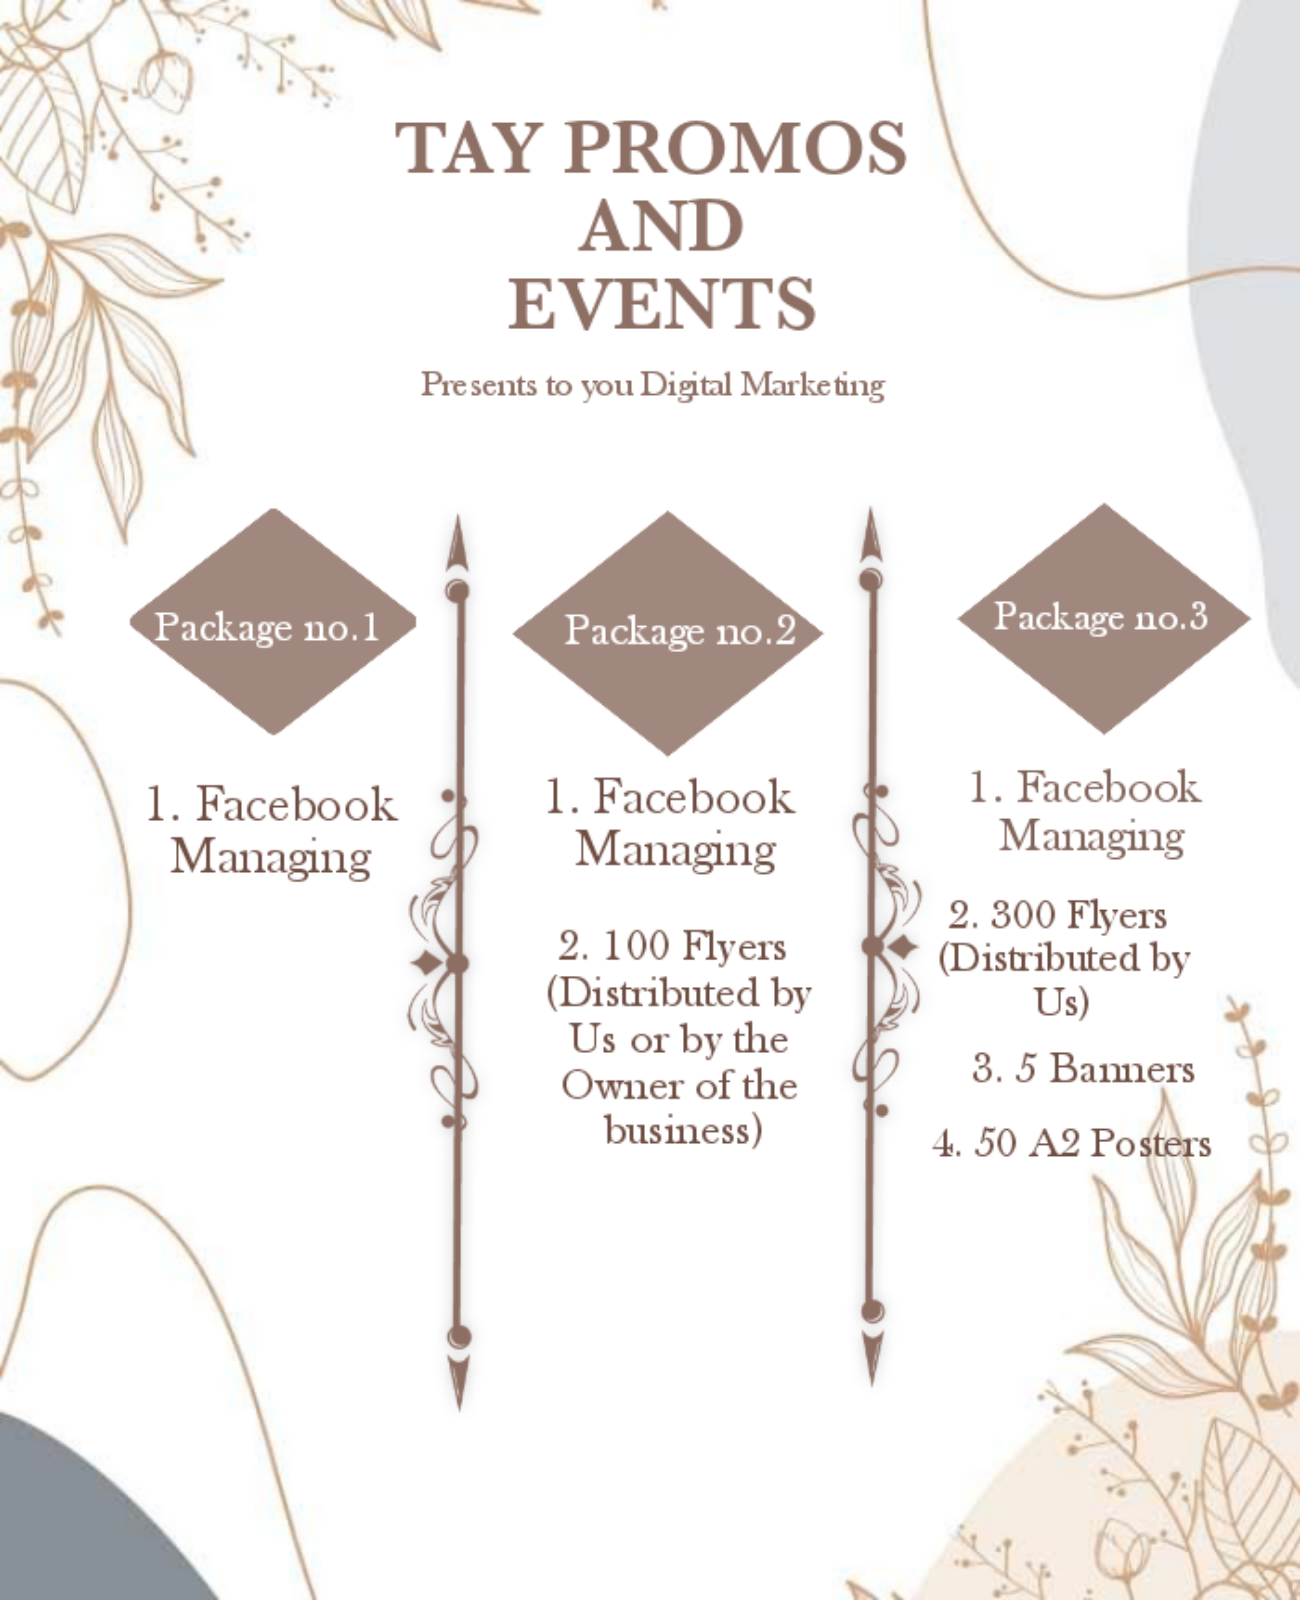 TAY PROMOS
AND
EVENTS
Presents to you Digital Marketing
Package no.1
1. Facebook
Managing
Package no.2
1. Facebook
Managing
2. 100 Flyers
(Distributed by
Us or by the
Owner of the
business)
Package no.3
1. Facebook
Managing
2. 300 Flyers
(Distributed by
Us)
3. 5 Banners
4. 50 A2 Posters